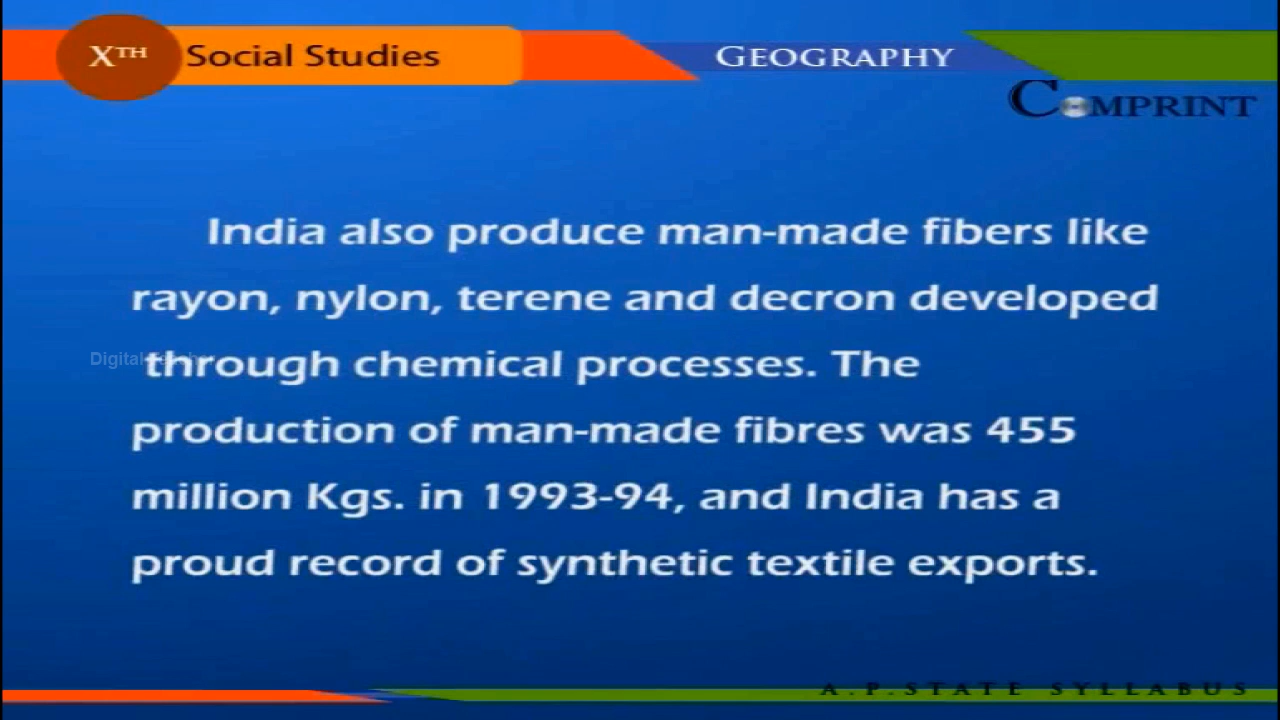 XTH Social Studies GEOGRAPHY
COMPRINT
India also produce man-made fibers like
rayon, nylon, terene and decron developed
through chemical processes. The
production of man-made fibres was 455
million Kgs. in 1993-94, and India has a
proud record of synthetic textile exports.
Digital
A.P.STATE SYLLABUS